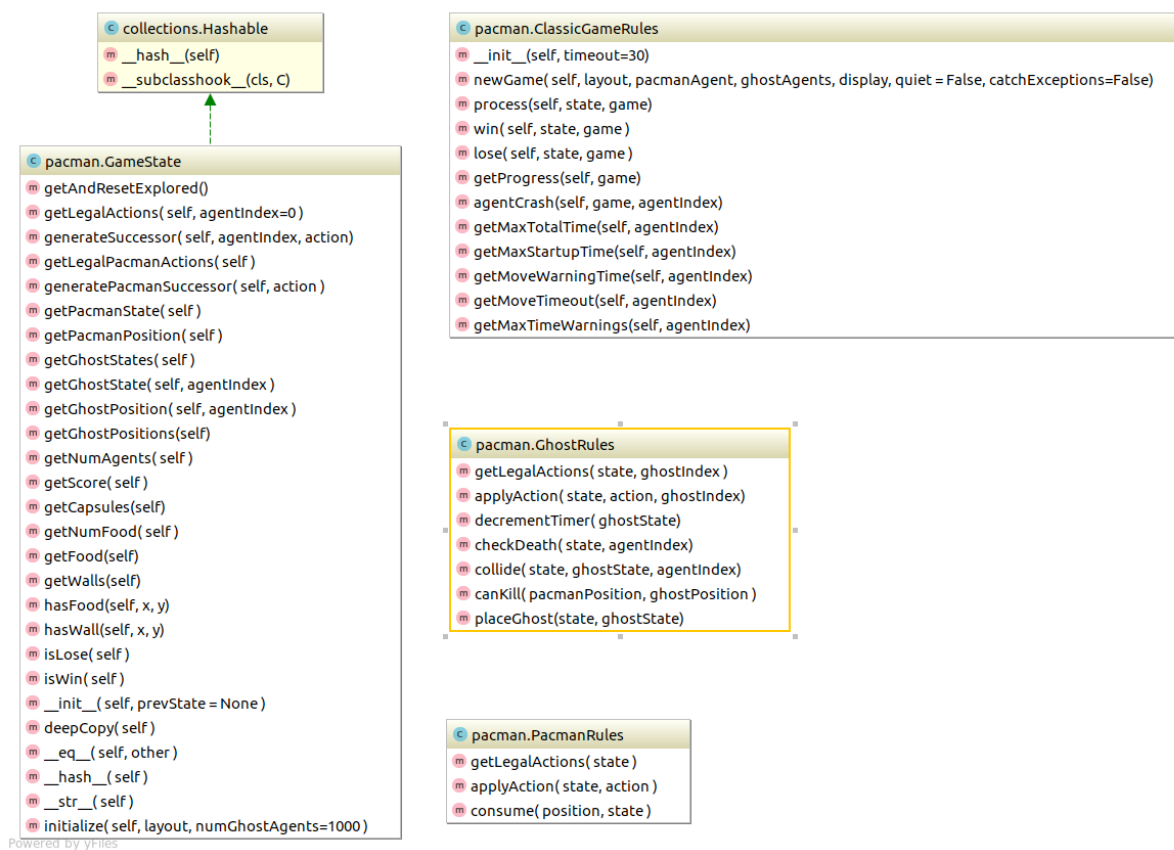 collections.Hashable
__hash__(self)
__subclasshook__(cls, C)
pacman.GameState
getAndResetExplored()
getLegalActions( self, agentIndex=0 )
generateSuccessor( self, agentIndex, action)
getLegalPacmanActions( self )
generatePacmanSuccessor( self, action )
getPacmanState( self )
getPacmanPosition( self )
getGhostStates( self )
getGhostState( self, agentIndex )
getGhostPosition( self, agentIndex )
getGhostPositions(self)
getNumAgents( self )
getScore( self )
getCapsules(self)
getNumFood( self )
getFood(self)
getWalls(self)
hasFood(self, x, y)
hasWall(self, x, y)
isLose( self )
isWin( self )
__init__( self, prevState = None )
deepCopy( self )
__eq__( self, other )
__hash__( self )
__str__( self )
initialize( self, layout, numGhostAgents=1000 )
Powered by yFiles
pacman.ClassicGameRules
__init__(self, timeout=30)
newGame( self, layout, pacmanAgent, ghostAgents, display, quiet = False, catchExceptions=False)
process(self, state, game)
win( self, state, game )
lose( self, state, game )
getProgress(self, game)
agentCrash(self, game, agentIndex)
getMaxTotalTime(self, agentIndex)
getMaxStartupTime(self, agentIndex)
getMoveWarningTime(self, agentIndex)
getMoveTimeout(self, agentIndex)
getMaxTimeWarnings(self, agentIndex)
pacman.GhostRules
getLegalActions( state, ghostIndex )
applyAction( state, action, ghostIndex)
decrementTimer( ghostState)
checkDeath( state, agentIndex)
collide( state, ghostState, agentIndex)
canKill( pacmanPosition, ghostPosition )
placeGhost(state, ghostState)
pacman.PacmanRules
getLegalActions( state )
applyAction( state, action )
consume( position, state )